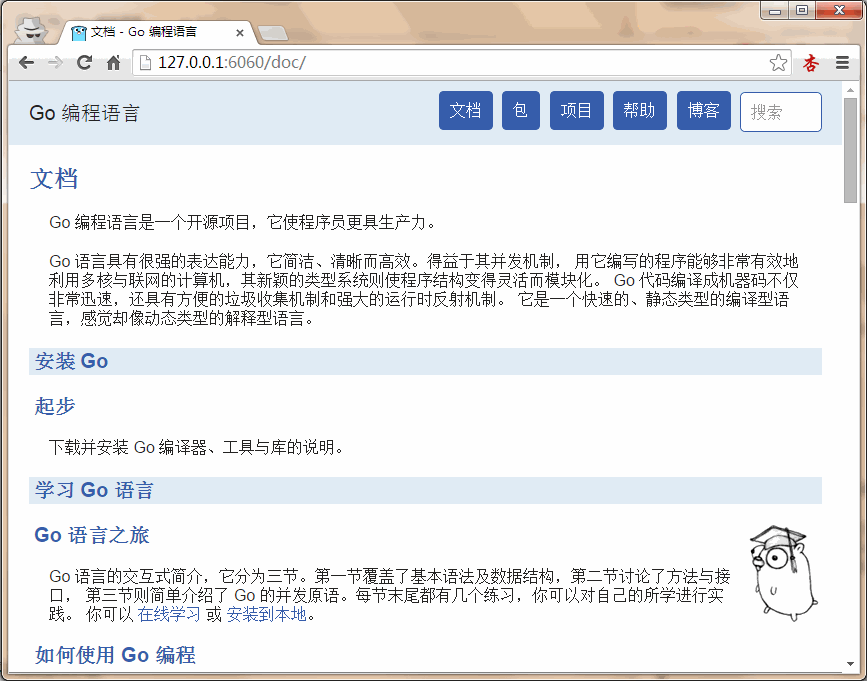 文档 - Go 编程语言
127.0.0.1:6060/doc/
杏
Go 编程语言
文档
包
项目
帮助
博客
搜索
文档
Go 编程语言是一个开源项目，它使程序员更具生产力。
Go 语言具有很强的表达能力，它简洁、清晰而高效。得益于其并发机制， 用它编写的程序能够非常有效地
利用多核与联网的计算机，其新颖的类型系统则使程序结构变得灵活而模块化。 Go 代码编译成机器码不仅
非常迅速，还具有方便的垃圾收集机制和强大的运行时反射机制。 它是一个快速的、静态类型的编译型语
言，感觉却像动态类型的解释型语言。
安装 Go
起步
下载并安装 Go 编译器、工具与库的说明。
学习 Go 语言
Go 语言之旅
Go 语言的交互式简介，它分为三节。第一节覆盖了基本语法及数据结构，第二节讨论了方法与接
口， 第三节则简单介绍了 Go 的并发原语。每节末尾都有几个练习，你可以对自己的所学进行实
践。 你可以 在线学习 或 安装到本地。
如何使用 Go 编程